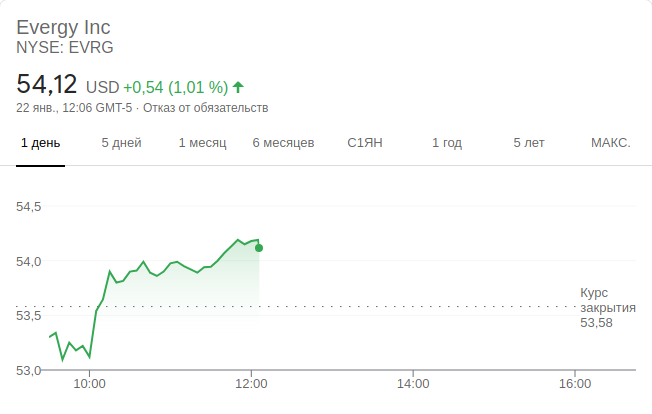 Evergy Inc
NYSE: EVRG
54,12 USD +0,54 (1,01 %)
22 янв., 12:06 GMT-5 · Отказ от обязательств
1 день 5 дней 1 месяц 6 месяцев С1ЯН 1 год 5 лет МАКС.
54,5
54,0
53,5
53,0
Курс
закрытия
53,58
10:00 12:00 14:00 16:00